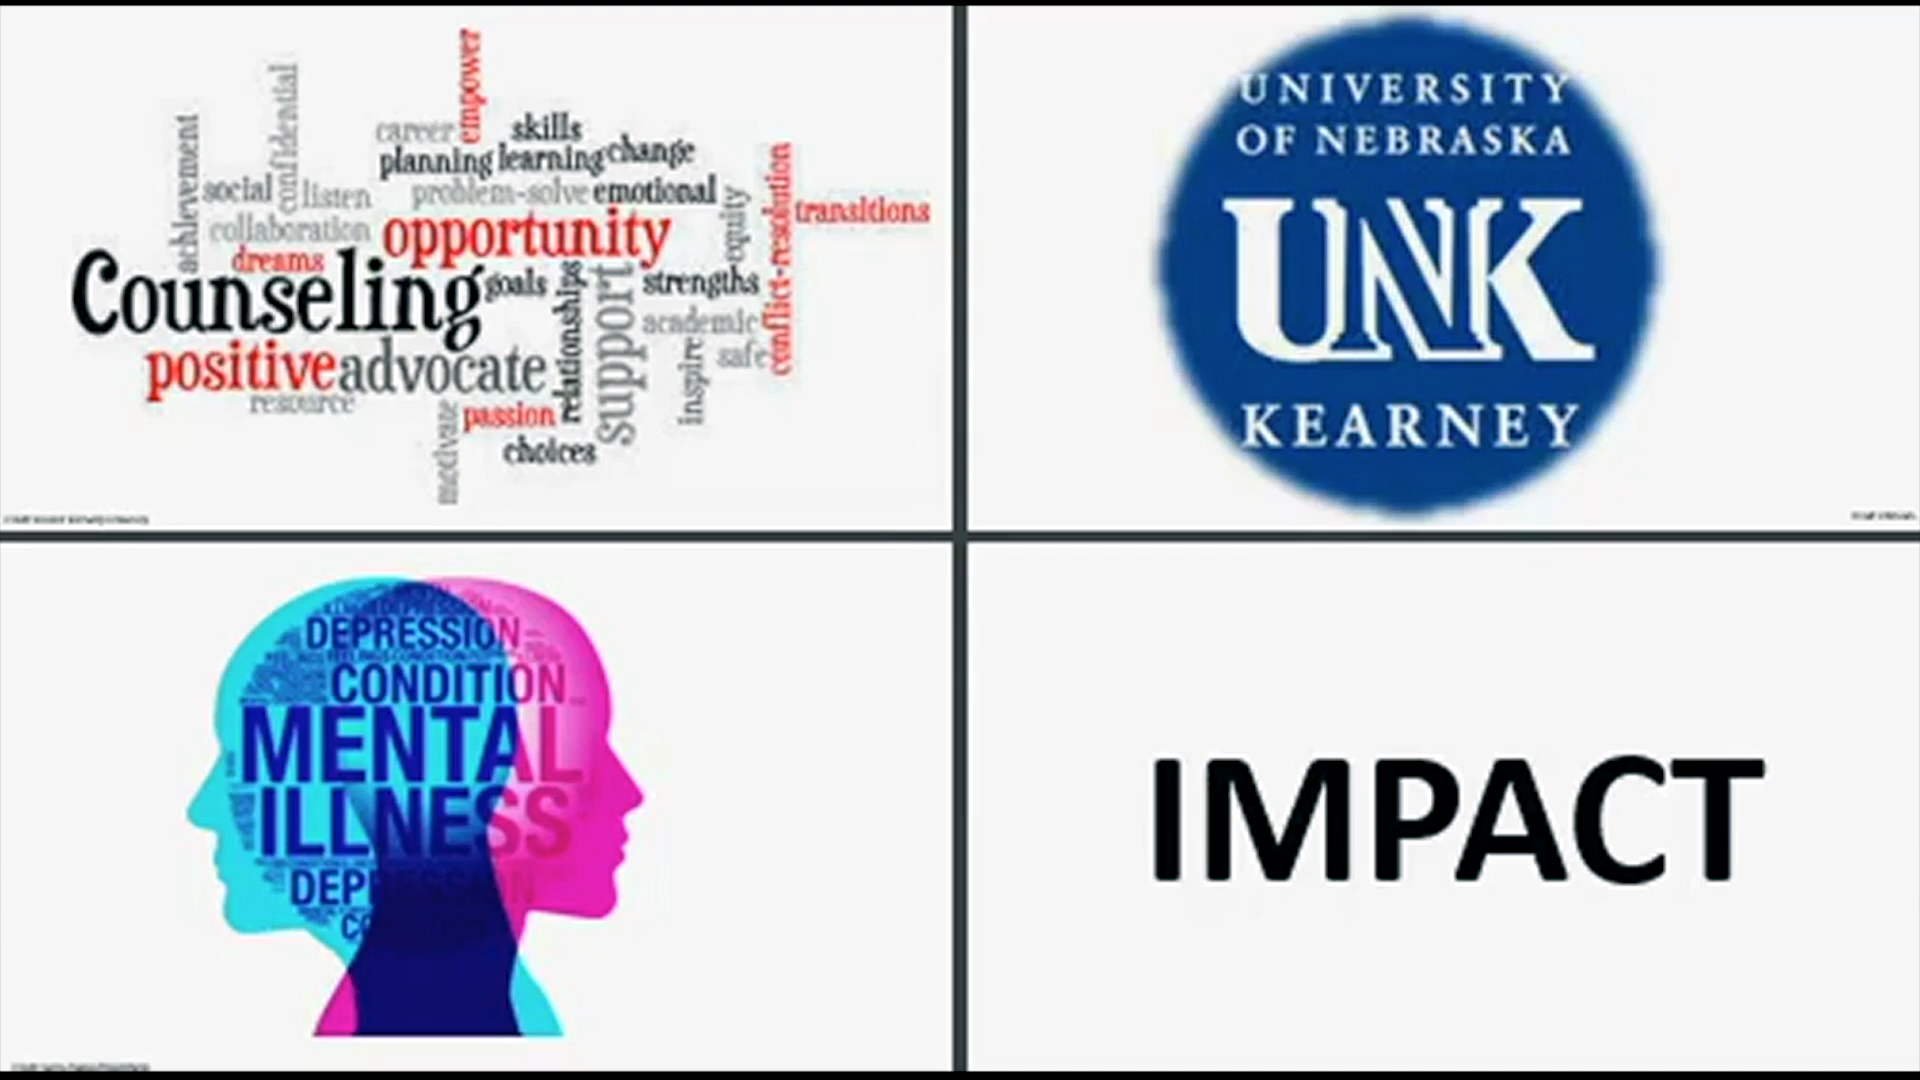 empower
confidential
career
skills
achievement
planning learning change
social
listen
problem-solve emotional
equity
conflict-resolution
transitions
collaboration
opportunity
dreams
Counseling
goals
relationships
support
strengths
academic
positive advocate
inspire
safe
resource
motivate
passion
choices
UNIVERSITY
OF NEBRASKA
UNK
KEARNEY
DEPRESSION
CONDITION
MENTAL
ILLNESS
DEPRESSION
IMPACT